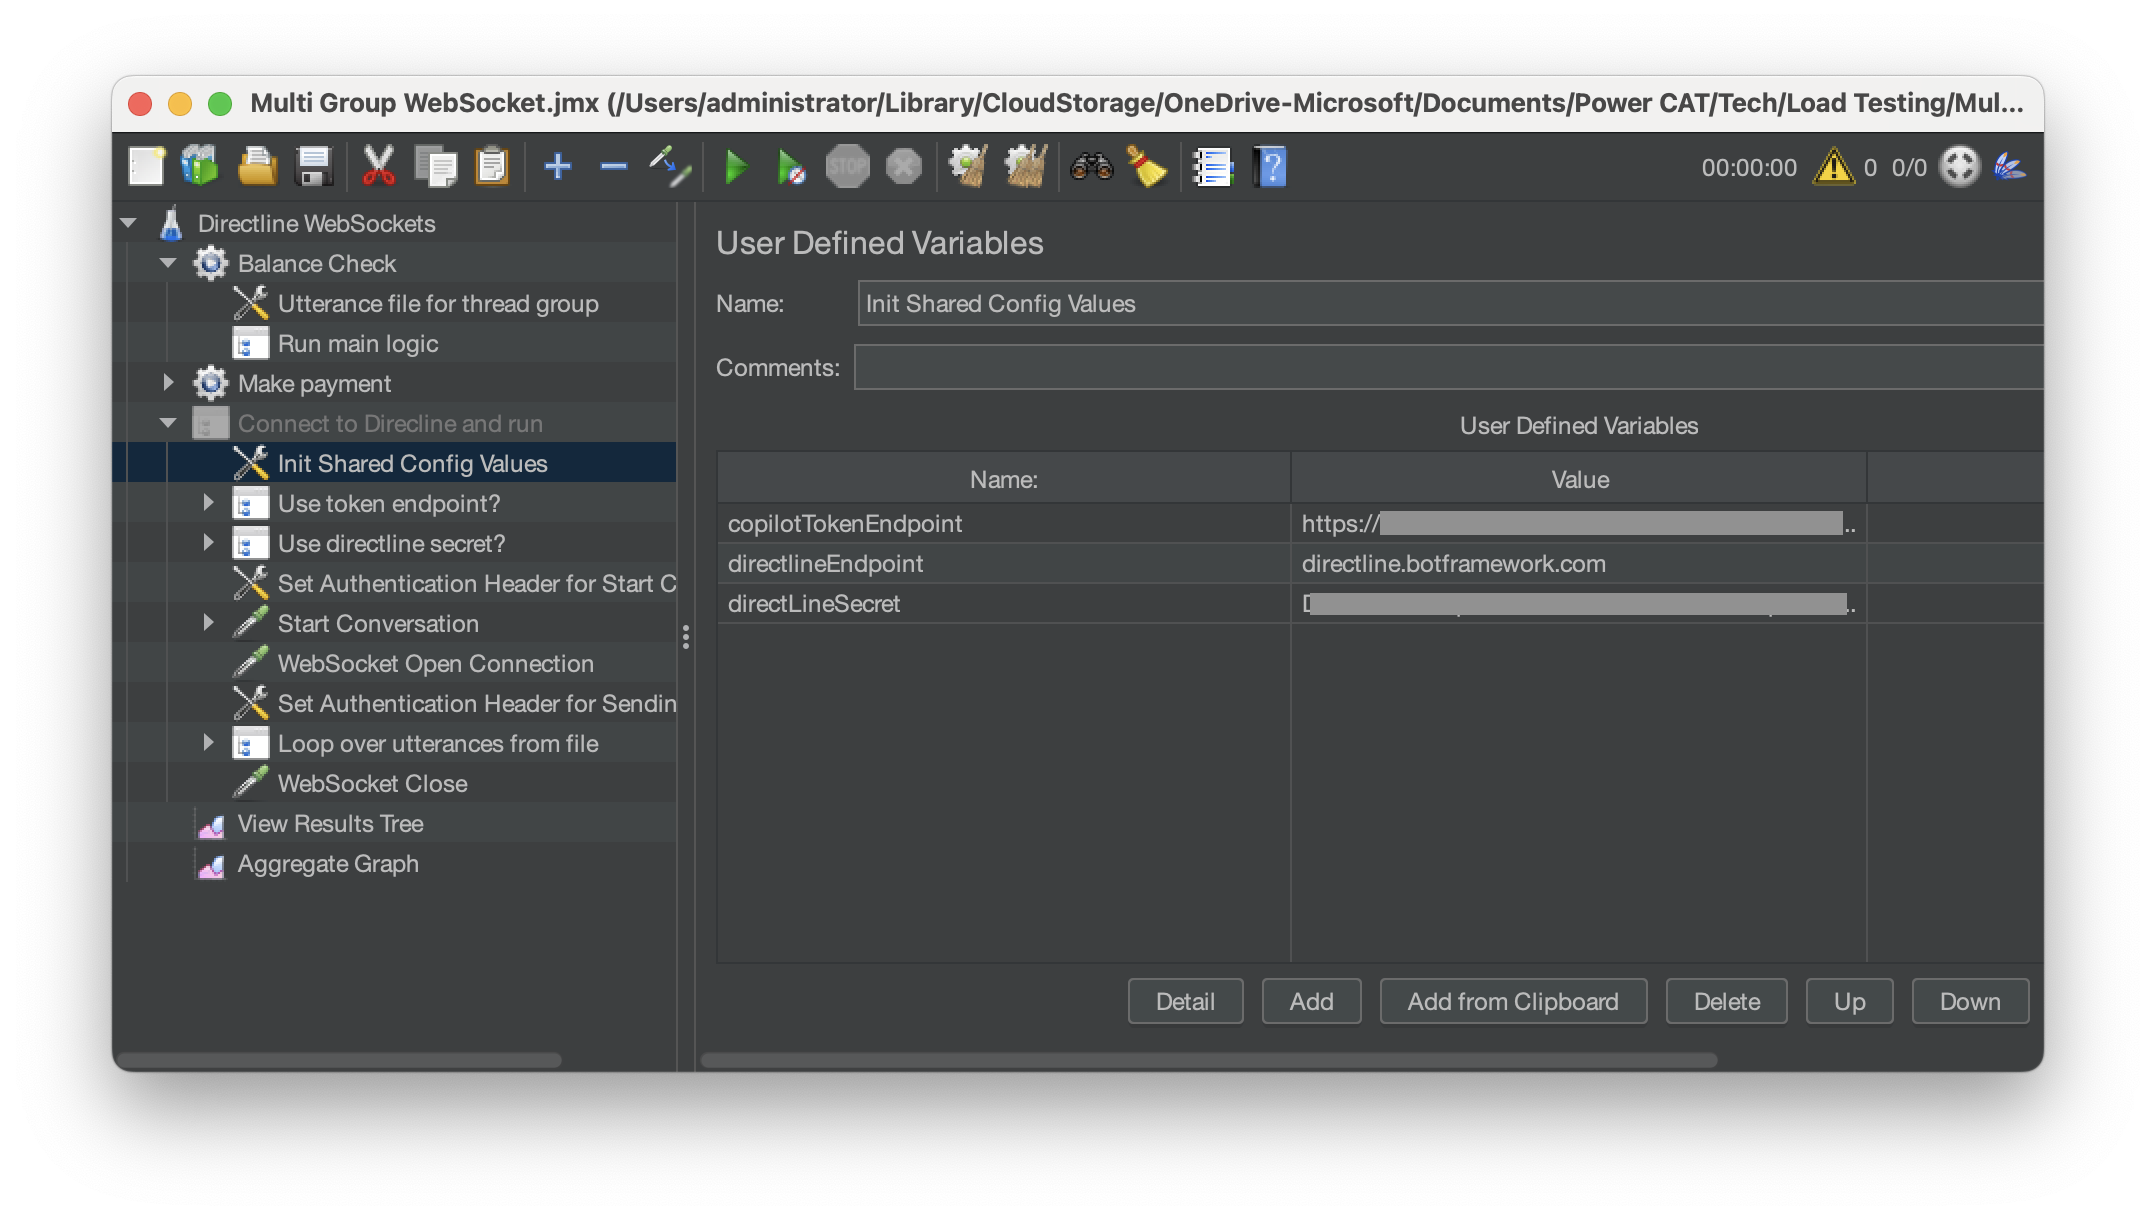 Multi Group WebSocket.jmx (/Users/administrator/Library/CloudStorage/OneDrive-Microsoft/Documents/Power CAT/Tech/Load Testing/Mul...
STOP
00:00:00 0 0/0
Directline WebSockets
Balance Check
Utterance file for thread group
Run main logic
Make payment
Connect to Direcline and run
Init Shared Config Values
Use token endpoint?
Use directline secret?
Set Authentication Header for Start C
Start Conversation
WebSocket Open Connection
Set Authentication Header for Sendin
Loop over utterances from file
WebSocket Close
View Results Tree
Aggregate Graph
User Defined Variables
Name: Init Shared Config Values
Comments:
User Defined Variables
Name: Value
copilotTokenEndpoint https:// ..
directlineEndpoint directline.botframework.com
directLineSecret ..
Detail Add Add from Clipboard Delete Up Down